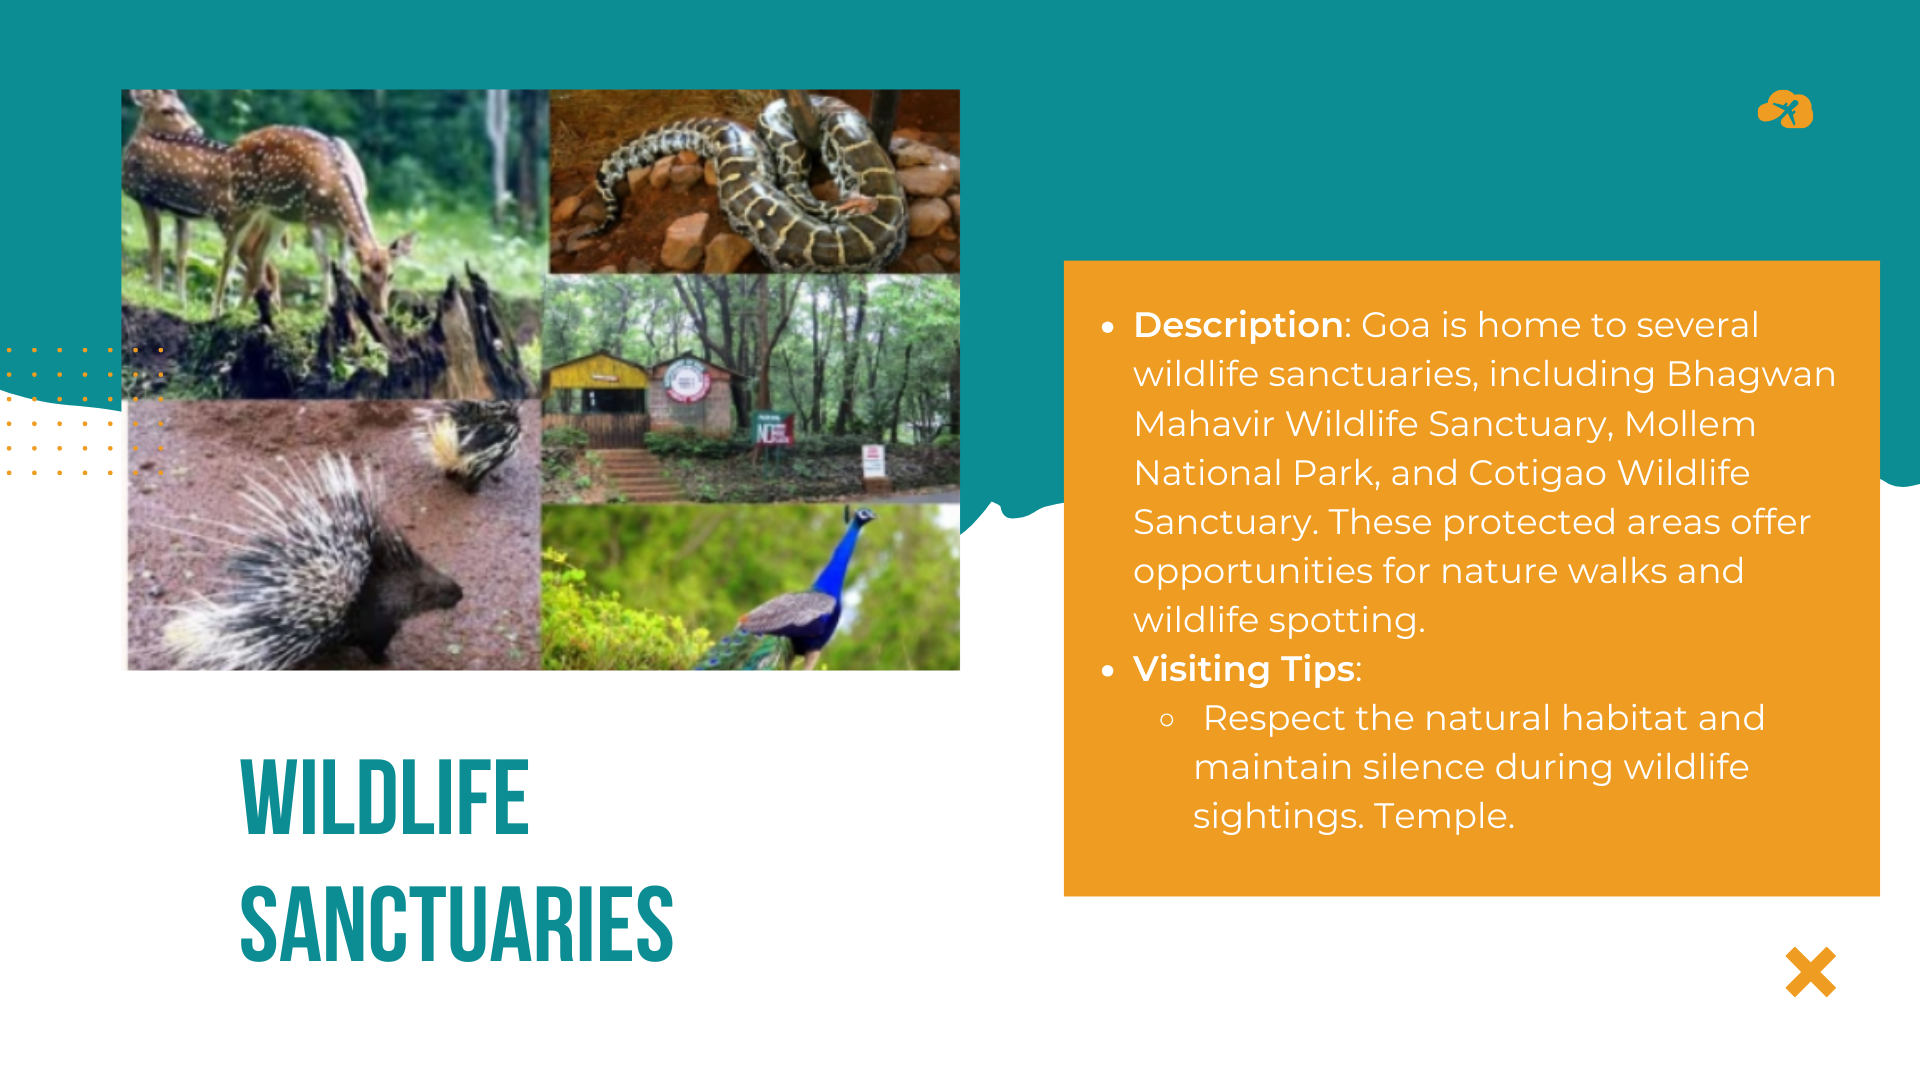 • Description: Goa is home to several
wildlife sanctuaries, including Bhagwan
Mahavir Wildlife Sanctuary, Mollem
National Park, and Cotigao Wildlife
Sanctuary. These protected areas offer
opportunities for nature walks and
wildlife spotting.
• Visiting Tips:
◦ Respect the natural habitat and
maintain silence during wildlife
sightings. Temple.
WILDLIFE
SANCTUARIES
NO